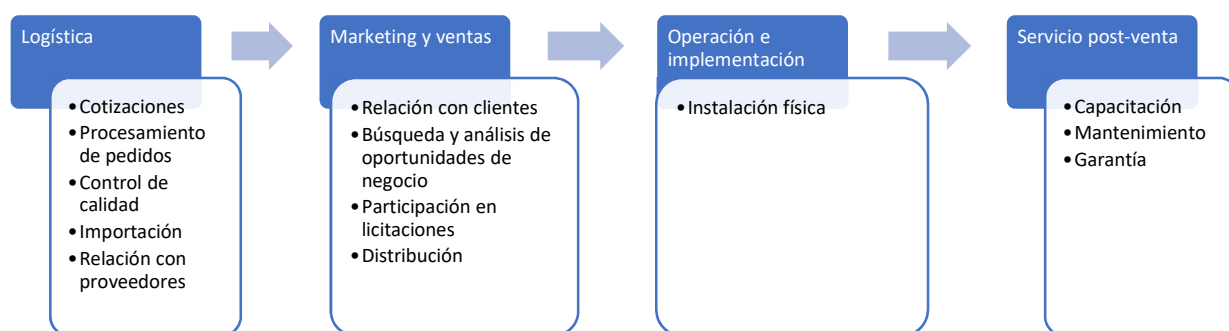 Logística
• Cotizaciones
• Procesamiento
de pedidos
• Control de
calidad
• Importación
• Relación con
proveedores
Marketing y ventas
• Relación con clientes
• Búsqueda y análisis de
oportunidades de
negocio
• Participación en
licitaciones
• Distribución
Operación e
implementación
• Instalación física
Servicio post-venta
• Capacitación
• Mantenimiento
• Garantía